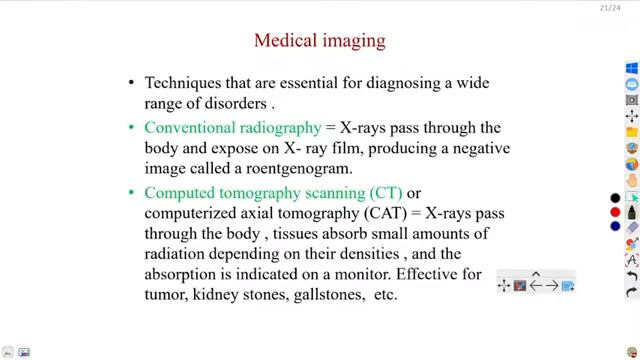 21/24
Medical imaging
• Techniques that are essential for diagnosing a wide
range of disorders .
• Conventional radiography = X-rays pass through the
body and expose on X- ray film, producing a negative
image called a roentgenogram.
• Computed tomography scanning (CT) or
computerized axial tomography (CAT) = X-rays pass
through the body , tissues absorb small amounts of
radiation depending on their densities , and the
absorption is indicated on a monitor. Effective for
tumor, kidney stones, gallstones, etc.